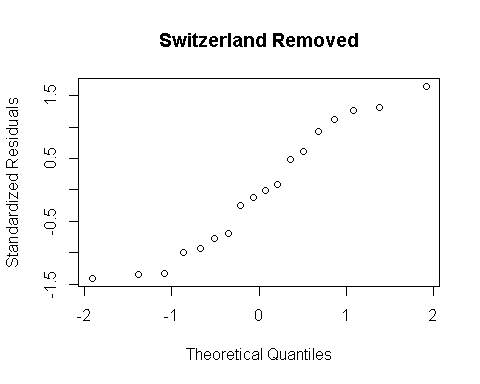 Switzerland Removed
Standardized Residuals
1.5
0.5
-0.5
-1.5
-2 -1 0 1 2
Theoretical Quantiles